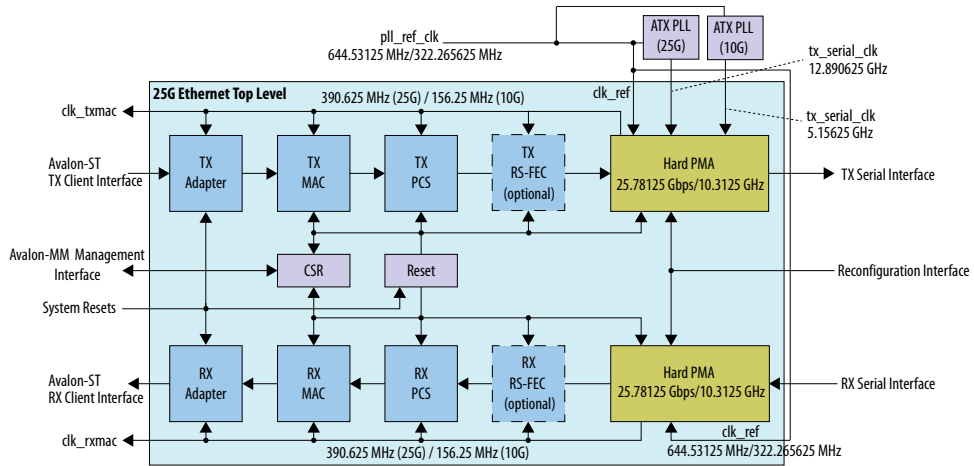 ATX PLL
(25G)
ATX PLL
(10G)
pll_ref_clk
644.53125 MHz/322.265625 MHz
tx_serial_clk
12.890625 GHz
25G Ethernet Top Level
390.625 MHz (25G) / 156.25 MHz (10G)
clk_ref
clk_txmac
tx_serial_clk
5.15625 GHz
Avalon-ST
TX Client Interface
TX
Adapter
TX
MAC
TX
PCS
TX
RS-FEC
(optional)
Hard PMA
25.78125 Gbps/10.3125 GHz
TX Serial Interface
Avalon-MM Management
Interface
CSR
Reset
Reconfiguration Interface
System Resets
Avalon-ST
RX Client Interface
RX
Adapter
RX
MAC
RX
PCS
RX
RS-FEC
(optional)
Hard PMA
25.78125 Gbps/10.3125 GHz
RX Serial Interface
clk_rxmac
390.625 MHz (25G) / 156.25 MHz (10G)
clk_ref
644.53125 MHz/322.265625 MHz